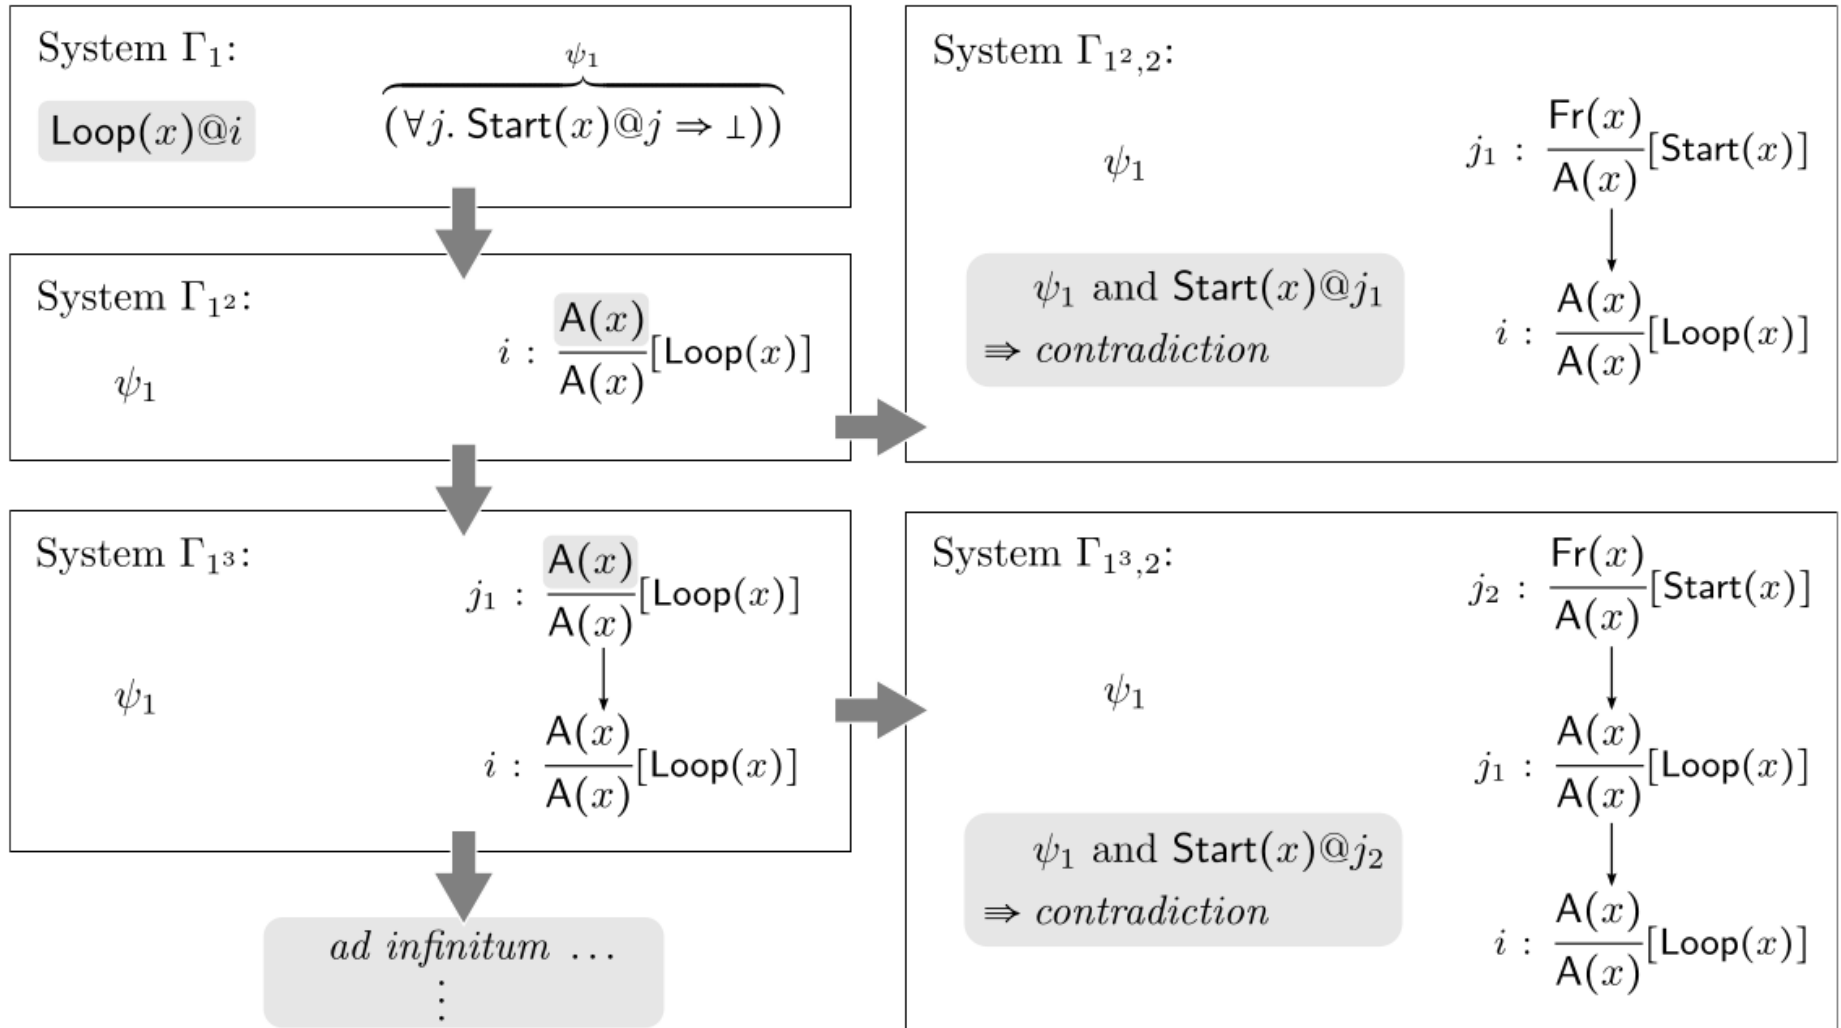 System Γ₁:
ψ₁
Loop(x)@i
(∀j. Start(x)@j ⇒ ⊥))
System Γ₁²:
ψ₁
i : A(x)
A(x) [Loop(x)]
System Γ₁³:
ψ₁
j₁ : A(x)
A(x) [Loop(x)]
i : A(x)
A(x) [Loop(x)]
ad infinitum ...
⋮
System Γ₁²,₂:
ψ₁
j₁ : Fr(x)
A(x) [Start(x)]
ψ₁ and Start(x)@j₁
⇛ contradiction
i : A(x)
A(x) [Loop(x)]
System Γ₁³,₂:
ψ₁
j₂ : Fr(x)
A(x) [Start(x)]
j₁ : A(x)
A(x) [Loop(x)]
ψ₁ and Start(x)@j₂
⇛ contradiction
i : A(x)
A(x) [Loop(x)]